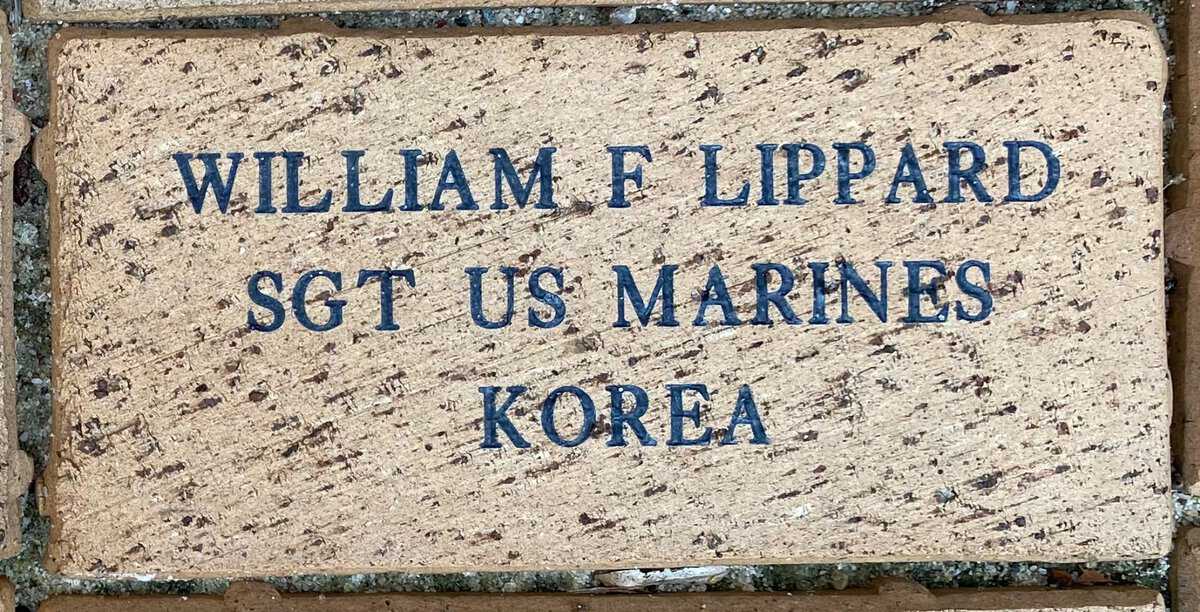 WILLIAM F LIPPARD
SGT US MARINES
KOREA